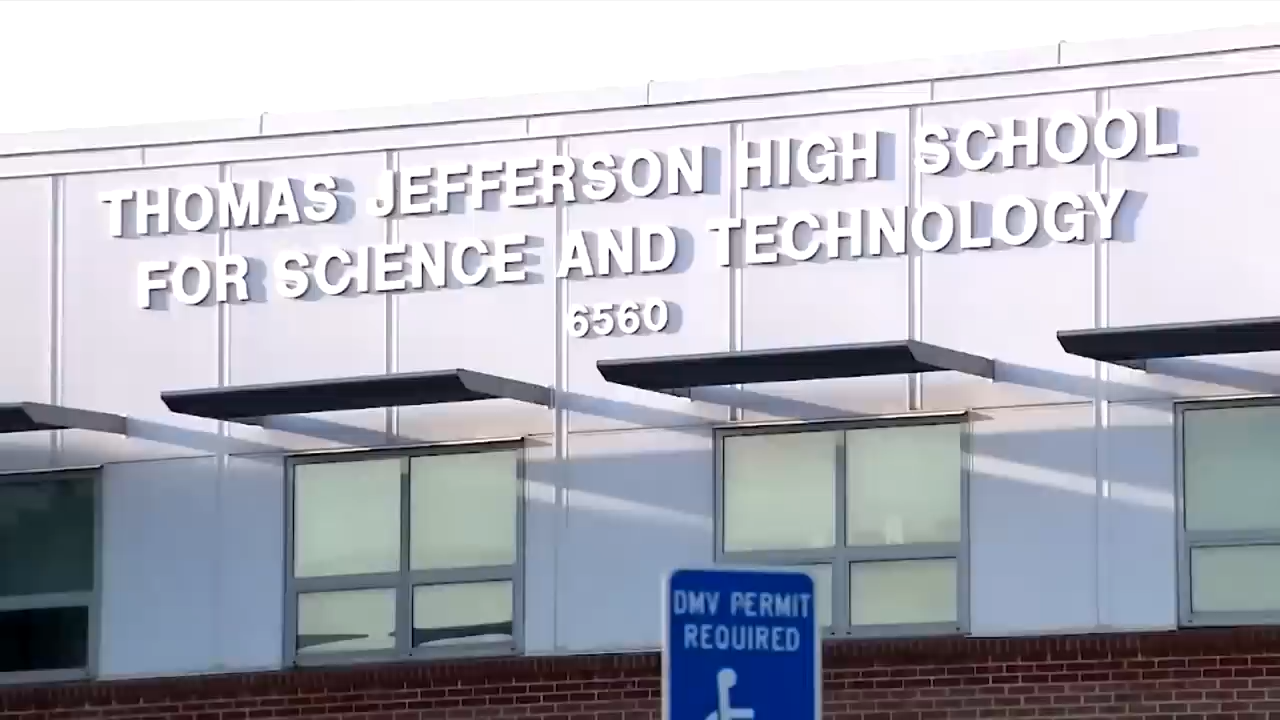 THOMAS JEFFERSON HIGH SCHOOL
FOR SCIENCE AND TECHNOLOGY
6560
DMV PERMIT
REQUIRED